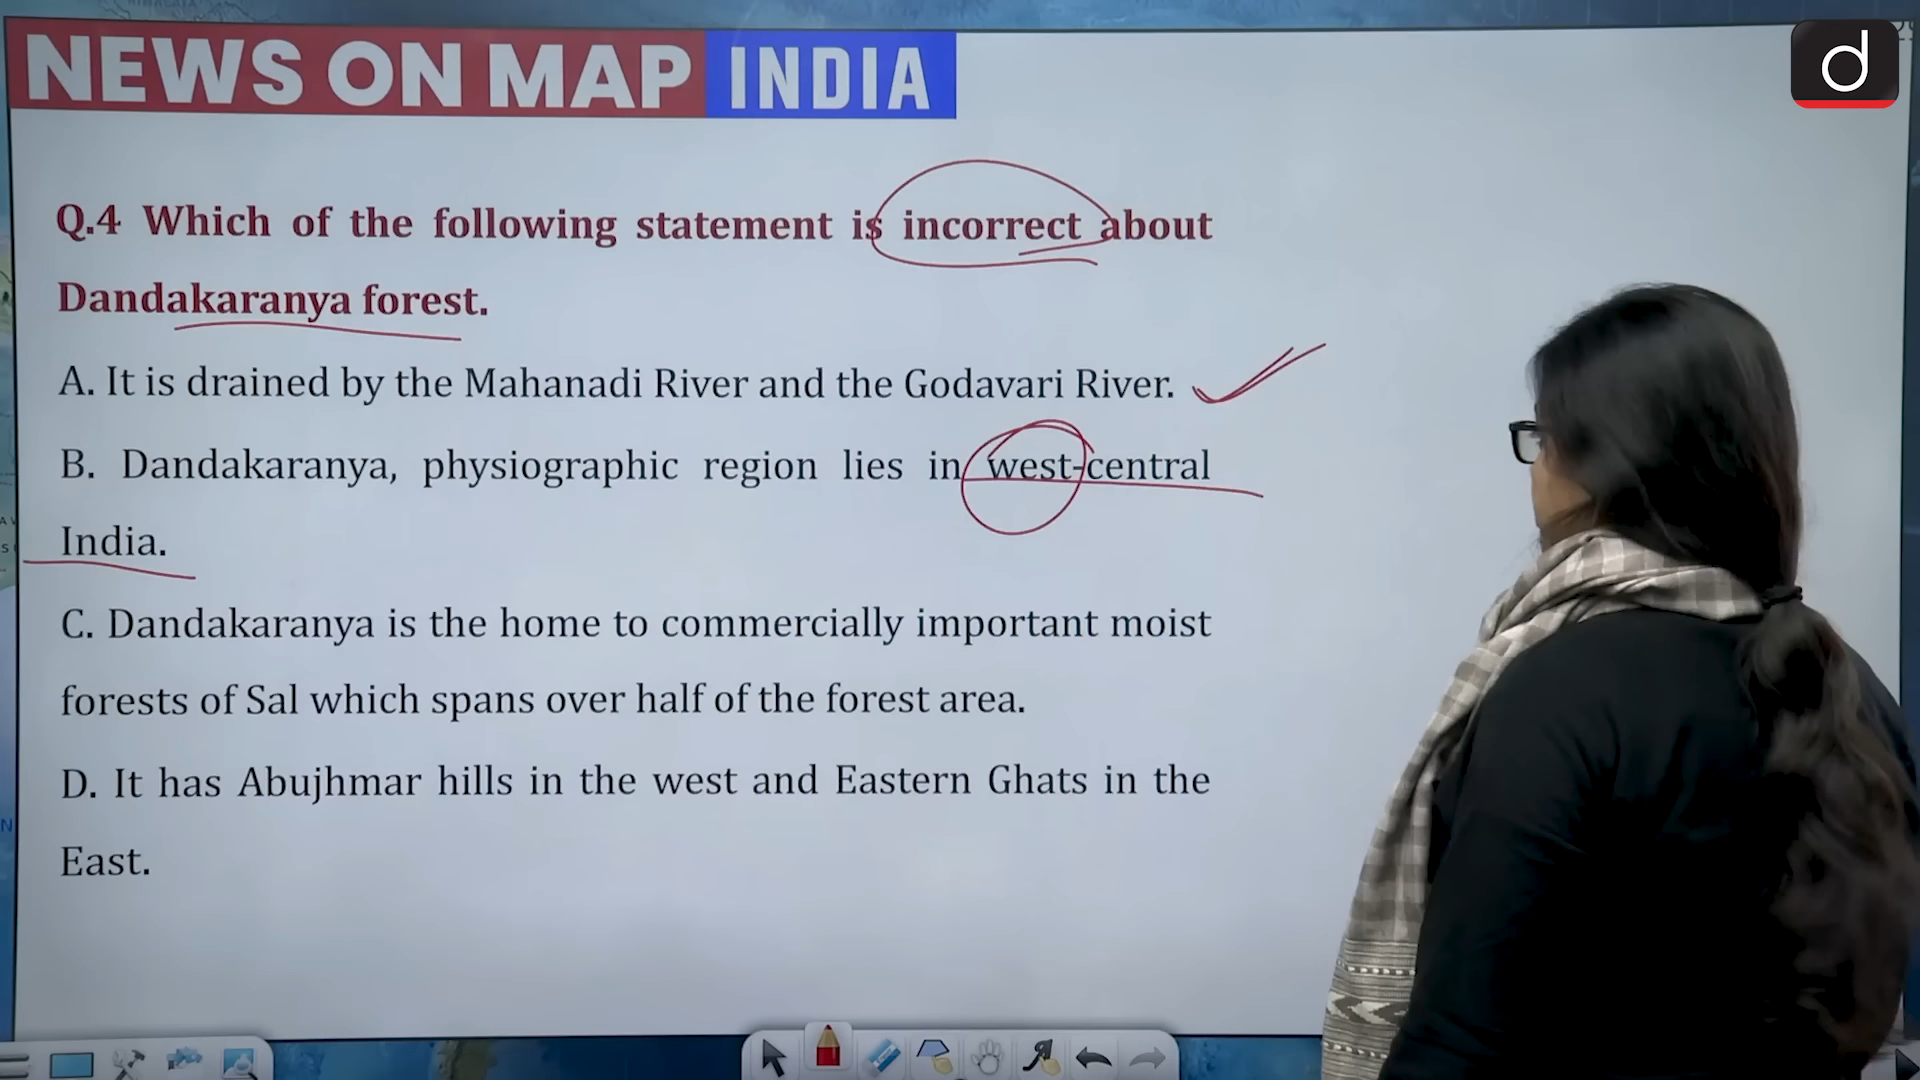 NEWS ON MAP INDIA
d
Q.4 Which of the following statement is incorrect about
Dandakaranya forest.
A. It is drained by the Mahanadi River and the Godavari River.
B. Dandakaranya, physiographic region lies in west-central
India.
C. Dandakaranya is the home to commercially important moist
forests of Sal which spans over half of the forest area.
D. It has Abujhmar hills in the west and Eastern Ghats in the
East.